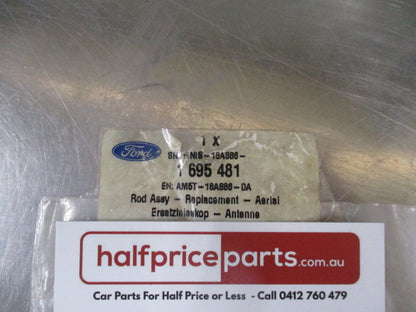 1 X
Ford
18A886-
1 695 481
EN: AM5T-18A886-DA
Rod Assy - Replacement - Aerial
Ersatzteleskop - Antenne
halfpriceparts.com.au
Car Parts For Half Price or Less - Call 0412 760 479